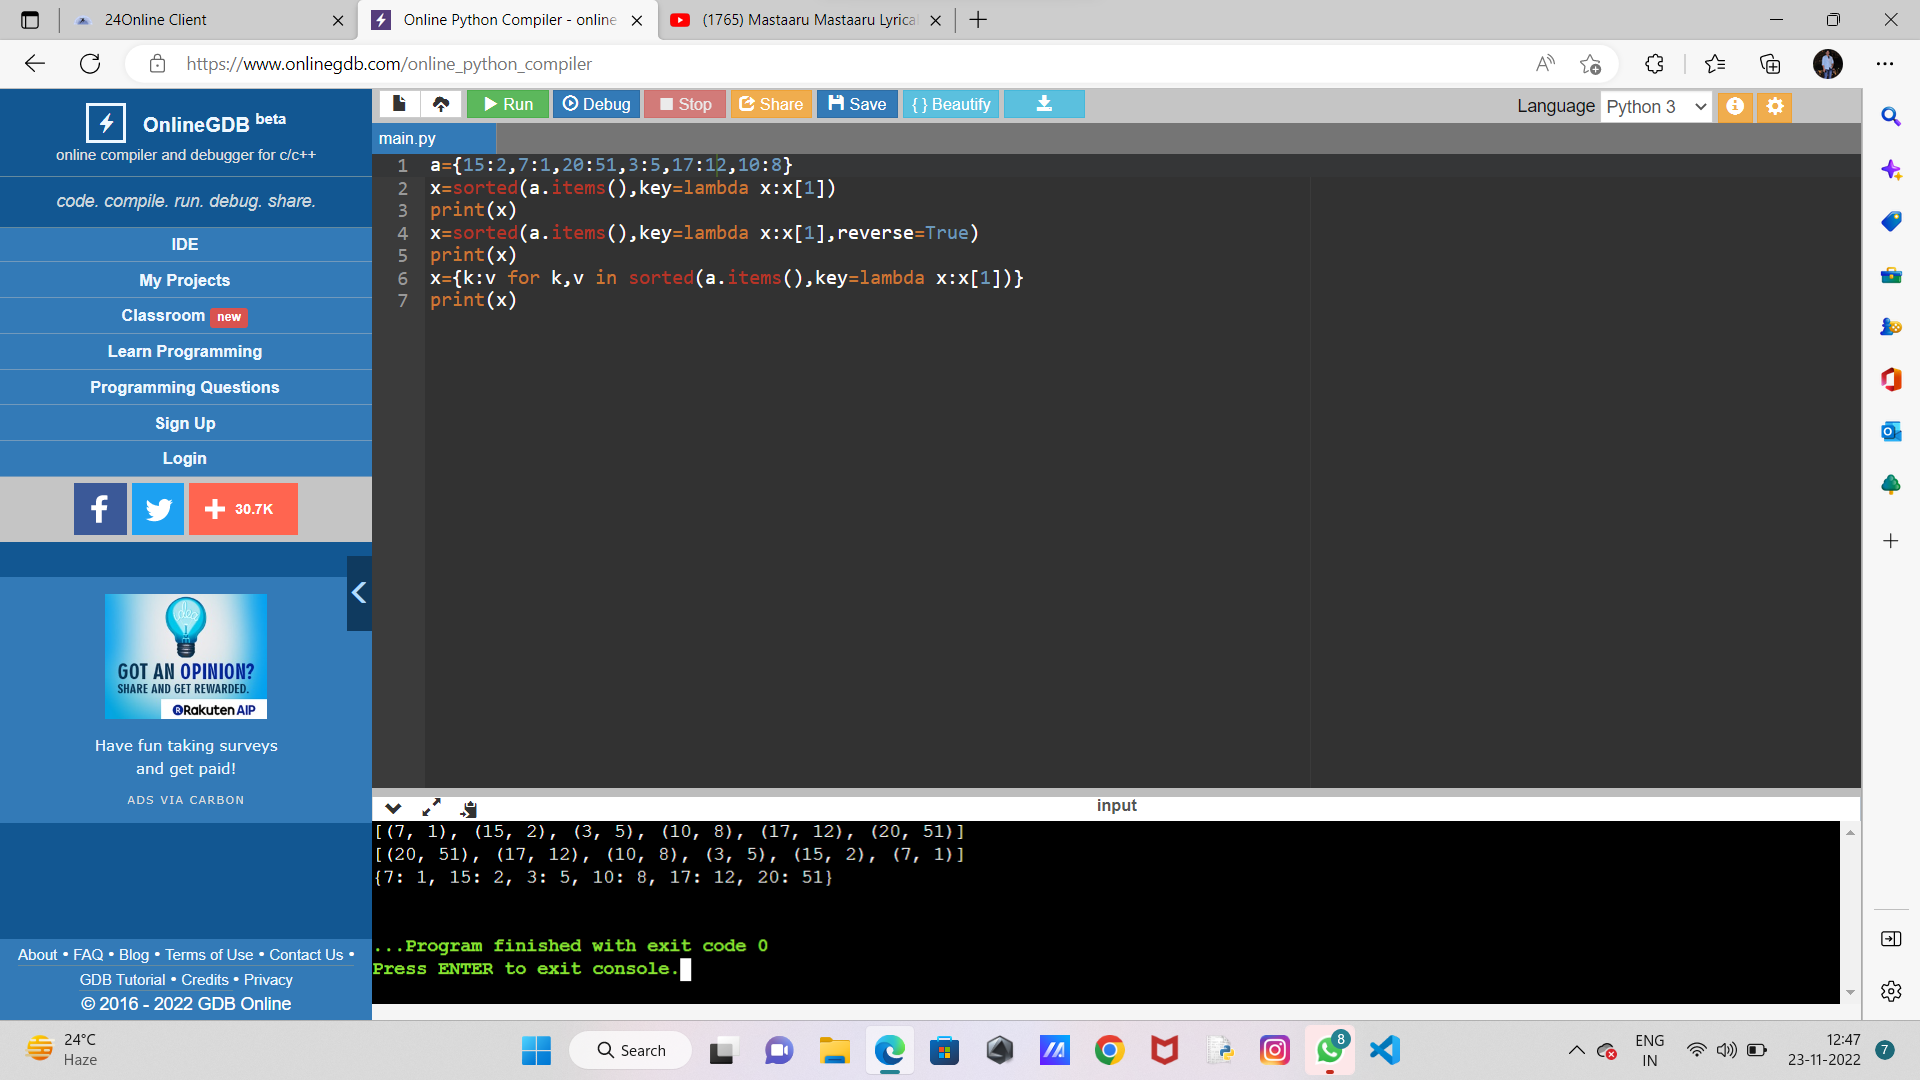 24Online Client
Online Python Compiler - online
(1765) Mastaaru Mastaaru Lyrica
https://www.onlinegdb.com/online_python_compiler
OnlineGDB beta
online compiler and debugger for c/c++
code. compile. run. debug. share.
IDE
My Projects
Classroom new
Learn Programming
Programming Questions
Sign Up
Login
30.7K
GOT AN OPINION?
SHARE AND GET REWARDED.
Rakuten AIP
Have fun taking surveys
and get paid!
ADS VIA CARBON
About • FAQ • Blog • Terms of Use • Contact Us •
GDB Tutorial • Credits • Privacy
© 2016 - 2022 GDB Online
Run Debug Stop Share Save { } Beautify
Language Python 3
main.py
1 a={15:2,7:1,20:51,3:5,17:12,10:8}
2 x=sorted(a.items(),key=lambda x:x[1])
3 print(x)
4 x=sorted(a.items(),key=lambda x:x[1],reverse=True)
5 print(x)
6 x={k:v for k,v in sorted(a.items(),key=lambda x:x[1])}
7 print(x)
input
[(7, 1), (15, 2), (3, 5), (10, 8), (17, 12), (20, 51)]
[(20, 51), (17, 12), (10, 8), (3, 5), (15, 2), (7, 1)]
{7: 1, 15: 2, 3: 5, 10: 8, 17: 12, 20: 51}
...Program finished with exit code 0
Press ENTER to exit console.
24°C
Haze
Search
8
ENG
IN
12:47
23-11-2022
7